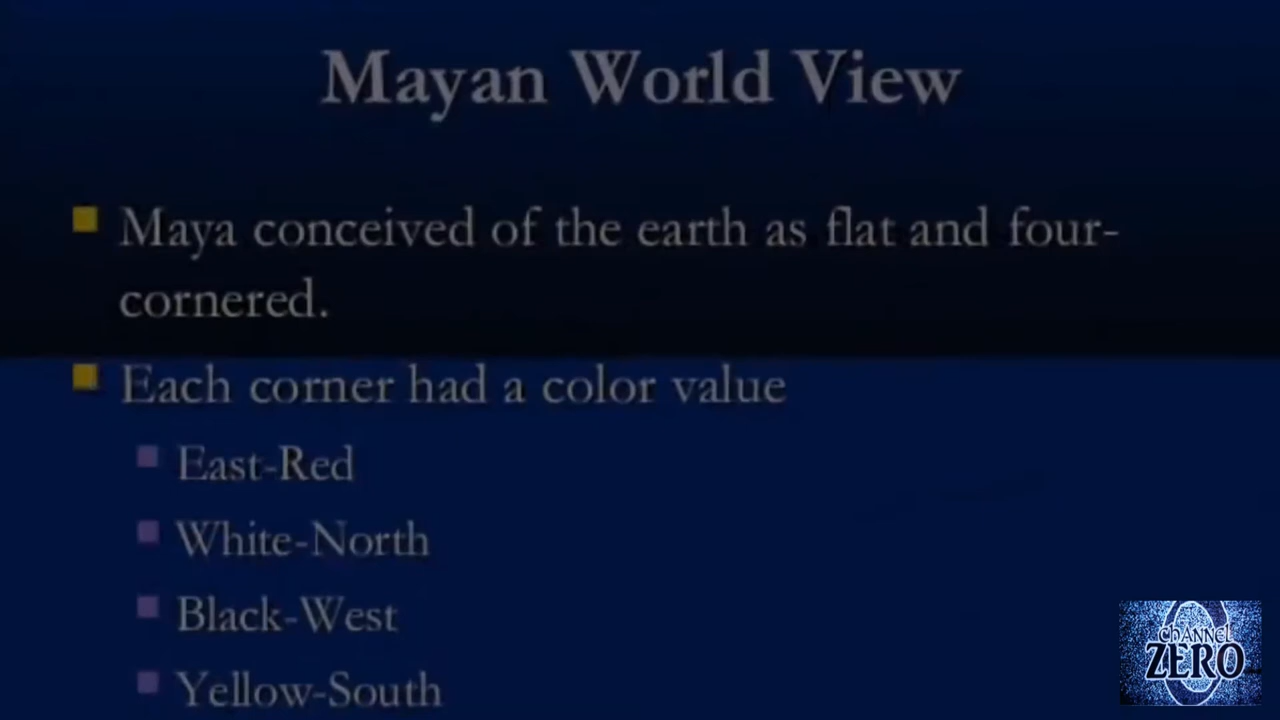 Mayan World View
Maya conceived of the earth as flat and four-
cornered.
Each corner had a color value
East-Red
White-North
Black-West
Yellow-South
ChANNEL
ZERO